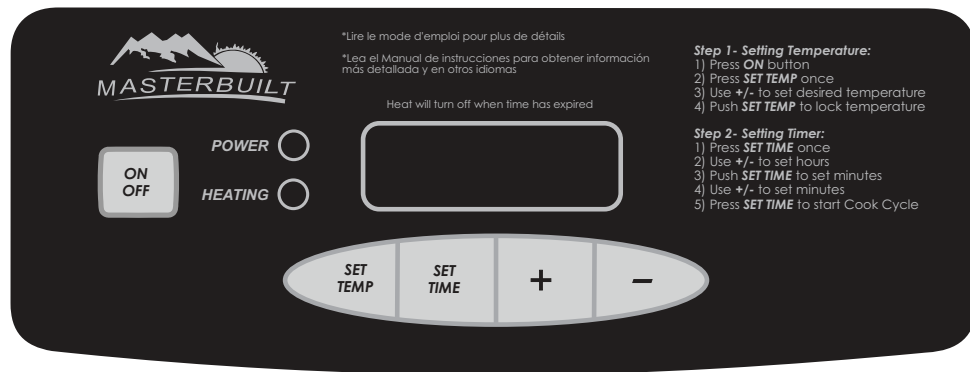 MASTERBUILT
*Lire le mode d'emploi pour plus de détails
*Lea el Manual de instrucciones para obtener información
más detallada y en otros idiomas
Heat will turn off when time has expired
POWER
HEATING
ON
OFF
SET
TEMP
SET
TIME
+
-
Step 1- Setting Temperature:
1) Press ON button
2) Press SET TEMP once
3) Use +/- to set desired temperature
4) Push SET TEMP to lock temperature
Step 2- Setting Timer:
1) Press SET TIME once
2) Use +/- to set hours
3) Push SET TIME to set minutes
4) Use +/- to set minutes
5) Press SET TIME to start Cook Cycle